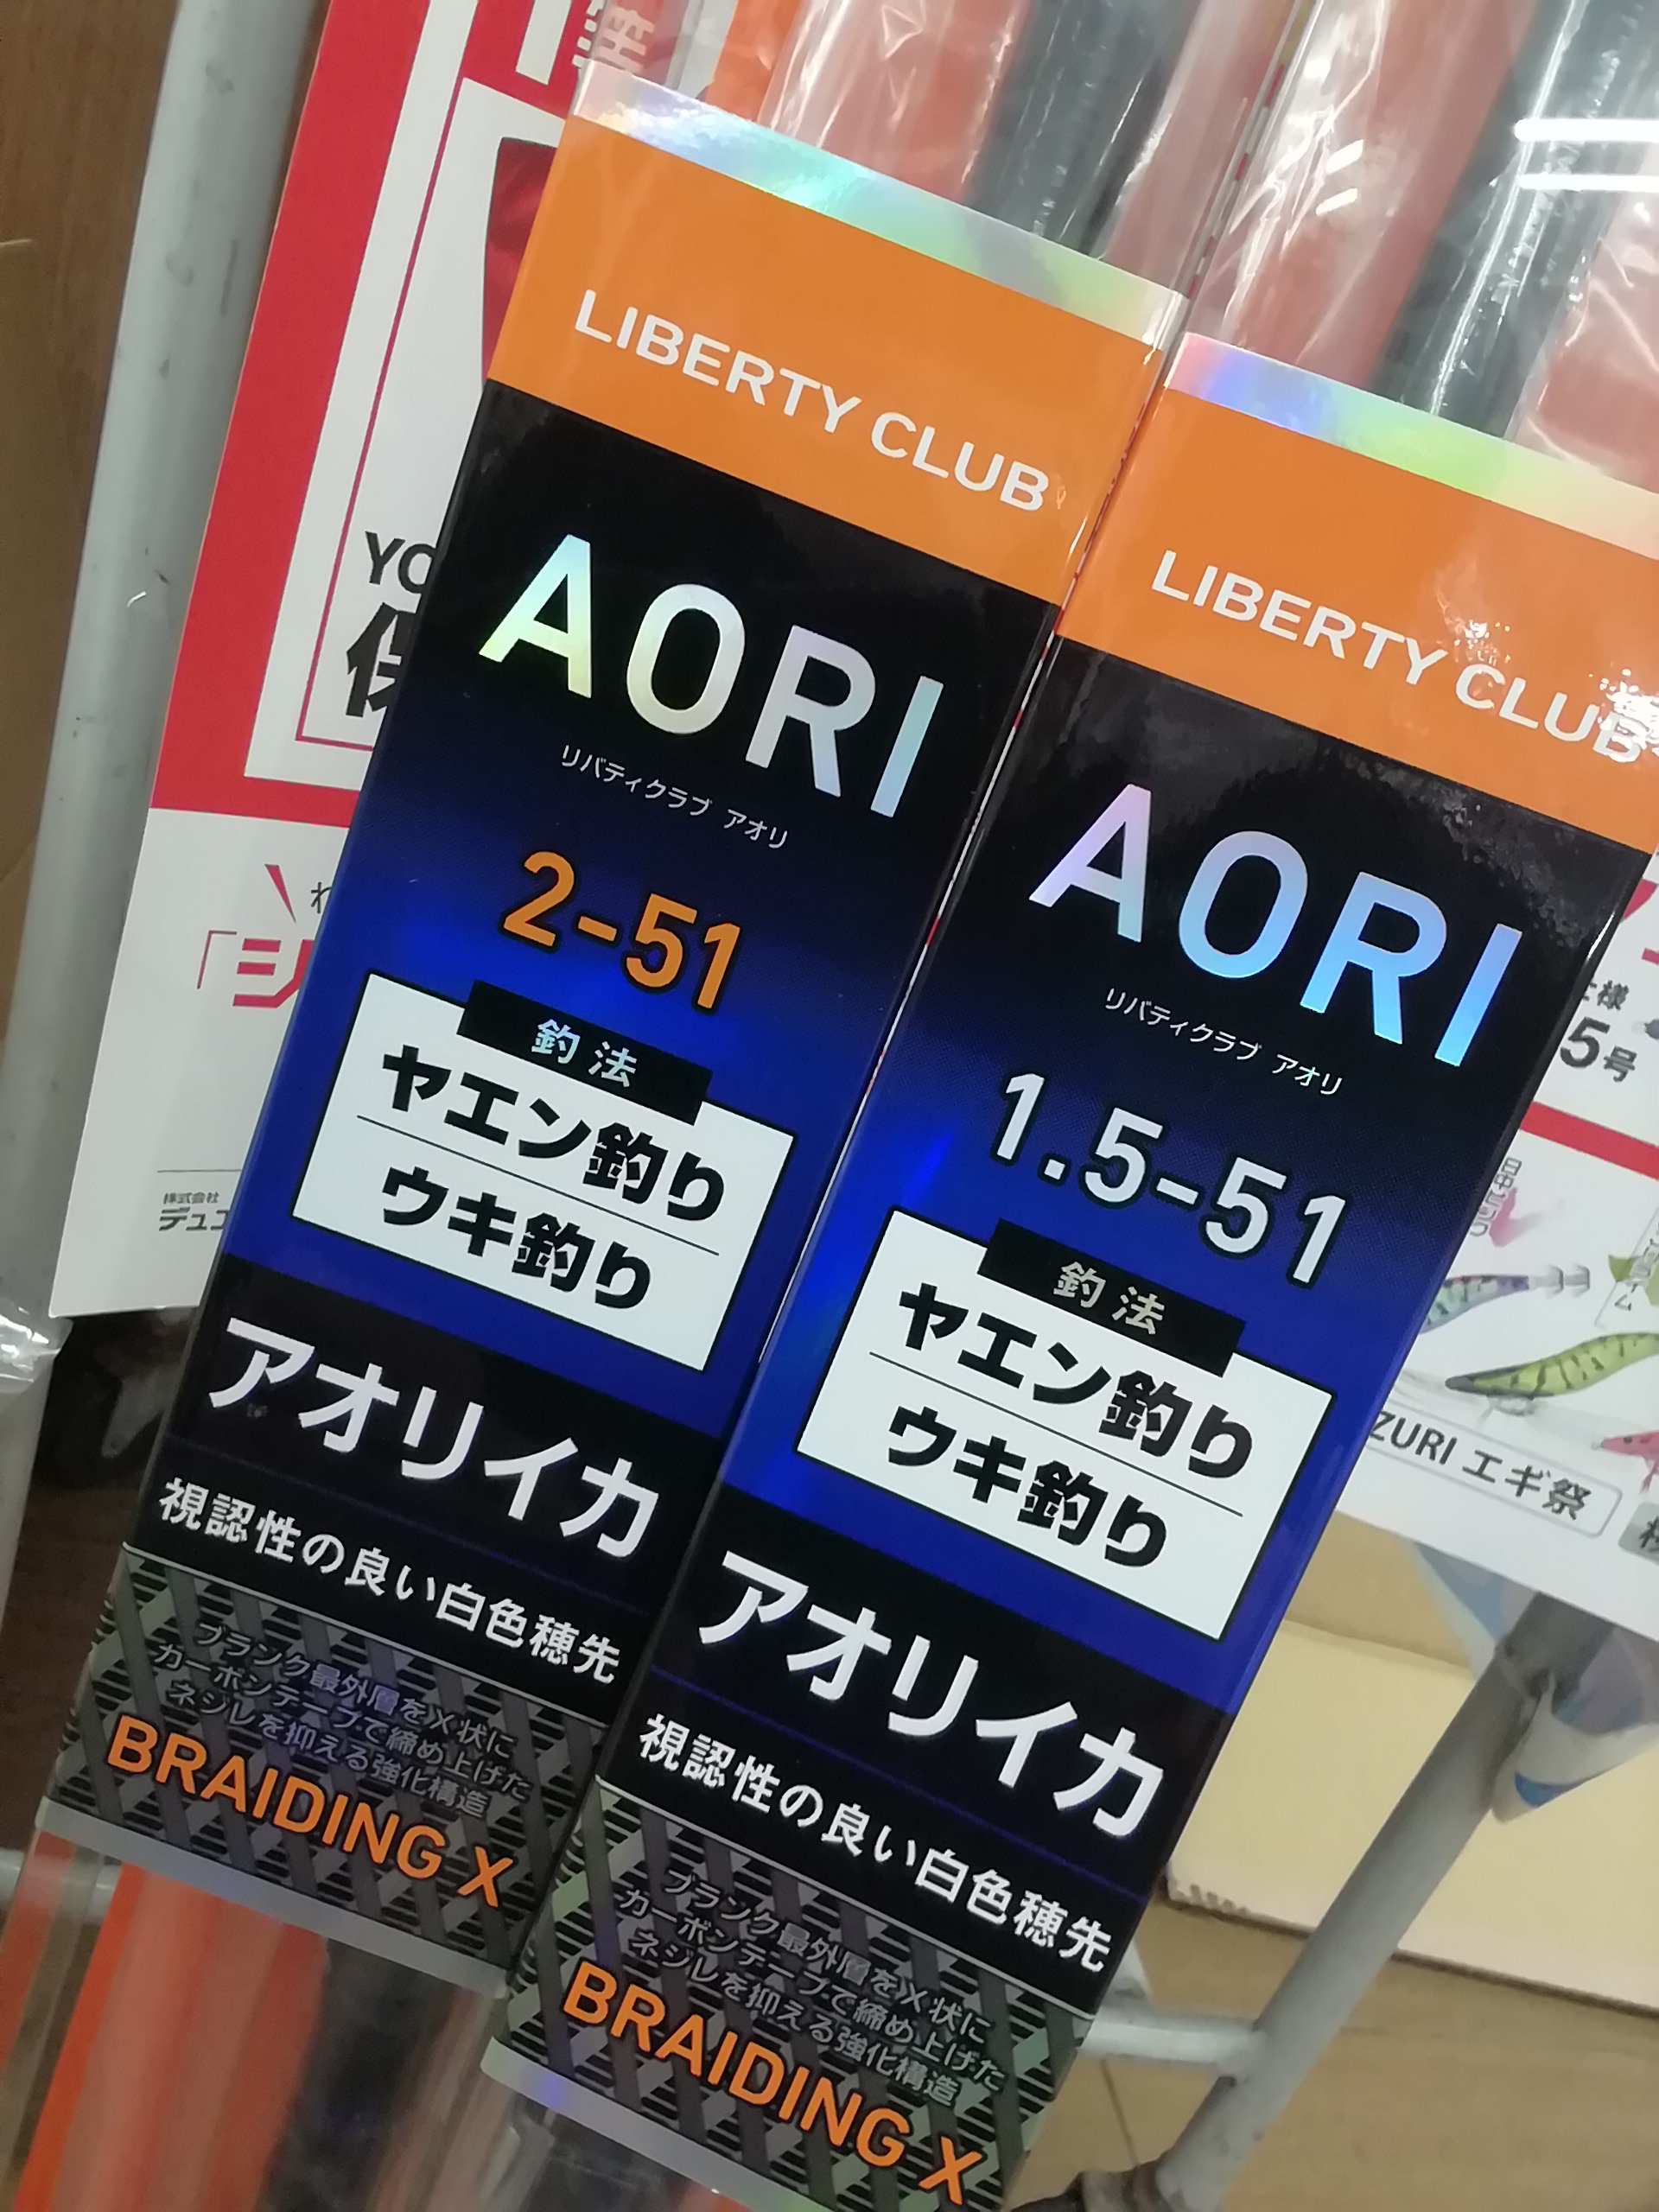 LIBERTY CLUB
AORI
リバティクラブ アオリ
2-51
釣法
ヤエン釣り
ウキ釣り
アオリイカ
視認性の良い白色穂先
ブランク最外層をX状に
カーボンテープで締め上げた
ネジレを抑える強化構造
BRAIDING X
LIBERTY CLUB
AORI
リバティクラブ アオリ
1.5-51
釣法
ヤエン釣り
ウキ釣り
アオリイカ
視認性の良い白色穂先
ブランク最外層をX状に
カーボンテープで締め上げた
ネジレを抑える強化構造
BRAIDING X
YO
保
株式会社
デュエ
様
5号
ZURI エギ祭